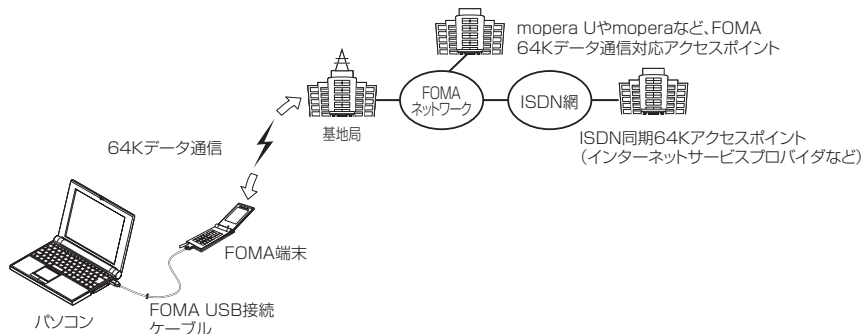 mopera Uやmoperaなど、FOMA
64Kデータ通信対応アクセスポイント
FOMA
ネットワーク
ISDN網
基地局
ISDN同期64Kアクセスポイント
（インターネットサービスプロバイダなど）
64Kデータ通信
FOMA端末
FOMA USB接続
ケーブル
パソコン